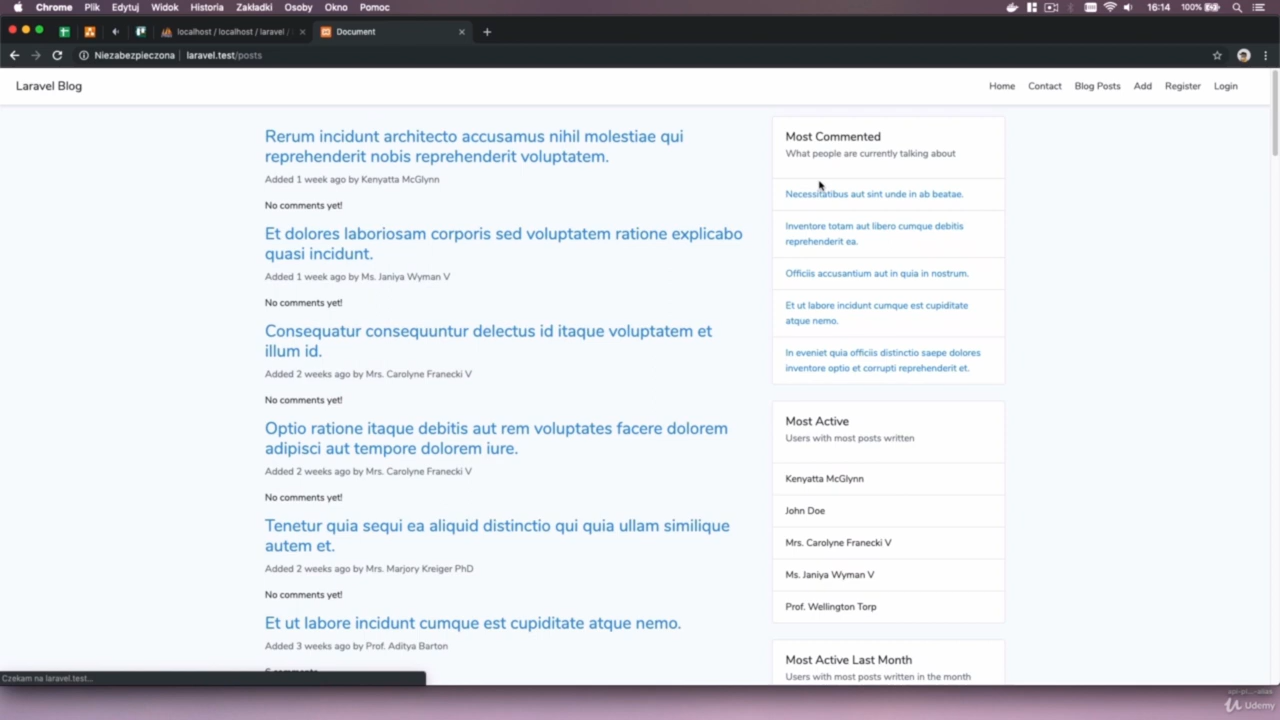 Chrome Plik Edytuj Widok Historia Zakładki Osoby Okno Pomoc 16:14 100%
localhost / localhost / laravel /
Document
Niezabezpieczona laravel.test/posts
Laravel Blog Home Contact Blog Posts Add Register Login
Rerum incidunt architecto accusamus nihil molestiae qui
reprehenderit nobis reprehenderit voluptatem.
Added 1 week ago by Kenyatta McGlynn
No comments yet!
Et dolores laboriosam corporis sed voluptatem ratione explicabo
quasi incidunt.
Added 1 week ago by Ms. Janiya Wyman V
No comments yet!
Consequatur consequuntur delectus id itaque voluptatem et
illum id.
Added 2 weeks ago by Mrs. Carolyne Franecki V
No comments yet!
Optio ratione itaque debitis aut rem voluptates facere dolorem
adipisci aut tempore dolorem iure.
Added 2 weeks ago by Mrs. Carolyne Franecki V
No comments yet!
Tenetur quia sequi ea aliquid distinctio qui quia ullam similique
autem et.
Added 2 weeks ago by Mrs. Marjory Kreiger PhD
No comments yet!
Et ut labore incidunt cumque est cupiditate atque nemo.
Added 3 weeks ago by Prof. Aditya Barton
Most Commented
What people are currently talking about
Necessitatibus aut sint unde in ab beatae.
Inventore totam aut libero cumque debitis
reprehenderit ea.
Officiis accusantium aut in quia in nostrum.
Et ut labore incidunt cumque est cupiditate
atque nemo.
In eveniet quia officiis distinctio saepe dolores
inventore optio et corrupti reprehenderit et.
Most Active
Users with most posts written
Kenyatta McGlynn
John Doe
Mrs. Carolyne Franecki V
Ms. Janiya Wyman V
Prof. Wellington Torp
Most Active Last Month
Users with most posts written in the month
Czekam na laravel.test...
Udemy